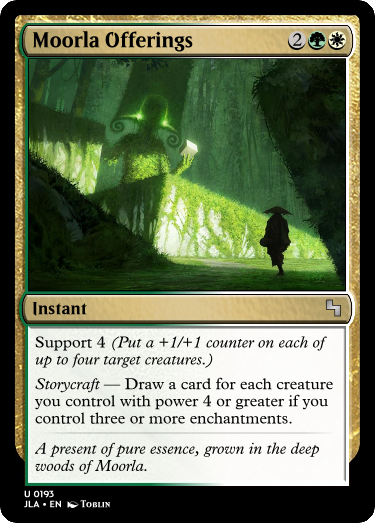 Moorla Offerings 2
Instant
Support 4 (Put a +1/+1 counter on each of
up to four target creatures.)
Storycraft — Draw a card for each creature
you control with power 4 or greater if you
control three or more enchantments.
A present of pure essence, grown in the deep
woods of Moorla.
U 0193
JLA • EN Toblin